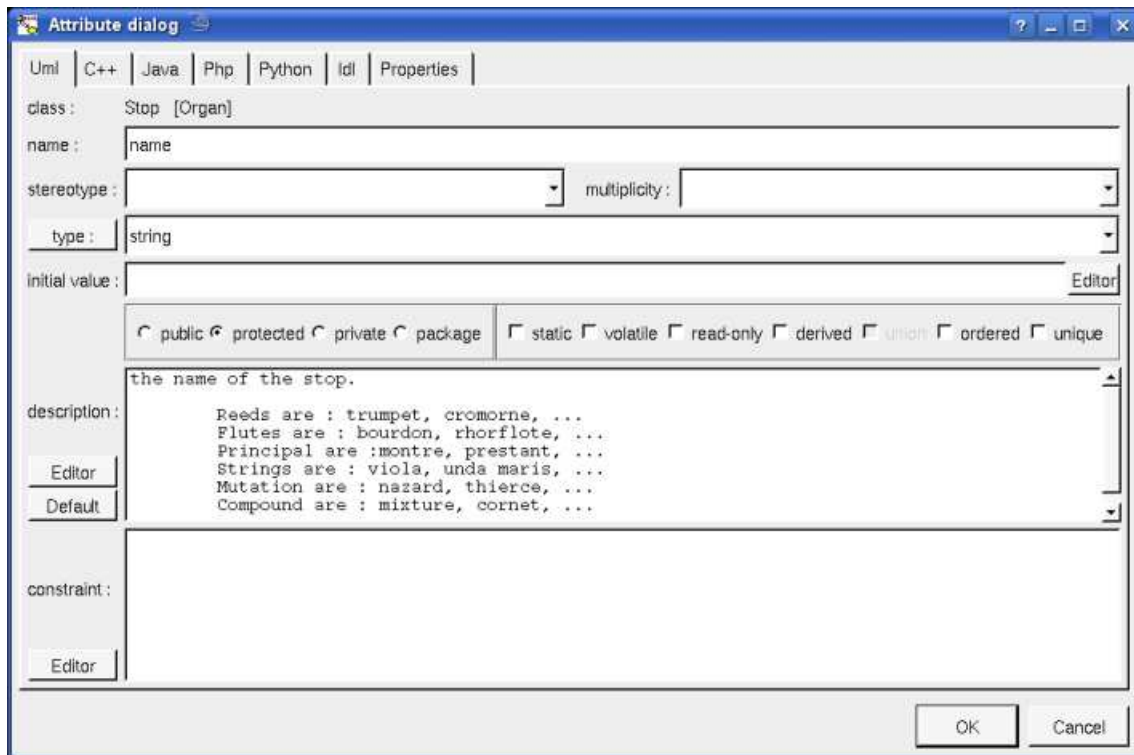 Attribute dialog
Uml C++ Java Php Python Idl Properties
class : Stop [Organ]
name : name
stereotype : multiplicity :
type : string
initial value : Editor
public protected private package static volatile read-only derived union ordered unique
the name of the stop.
description : Reeds are : trumpet, cromorne, ...
Flutes are : bourdon, rhorflote, ...
Principal are :montre, prestant, ...
Editor Strings are : viola, unda maris, ...
Mutation are : nazard, thierce, ...
Default Compound are : mixture, cornet, ...
constraint :
Editor
OK Cancel